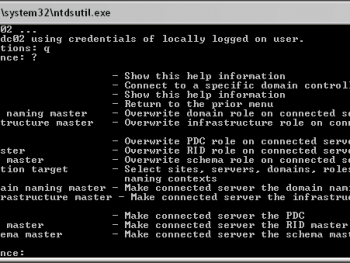 \system32\ntdsutil.exe
02 ...
dc02 using credentials of locally logged on user.
tions: q
nce: ?
- Show this help information
- Connect to a specific domain controll
- Show this help information
- Return to the prior menu
naming master - Overwrite domain role on connected s
structure master - Overwrite infrastructure role on conn
- Overwrite PDC role on connected serve
ster - Overwrite RID role on connected serve
master - Overwrite schema role on connected se
tion target - Select sites, servers, domains, roles
naming contexts
ain naming master - Make connected server the domain nami
rastructure master - Make connected server the infrastruc
- Make connected server the PDC
master - Make connected server the RID master
ema master - Make connected server the schema mast
nce: